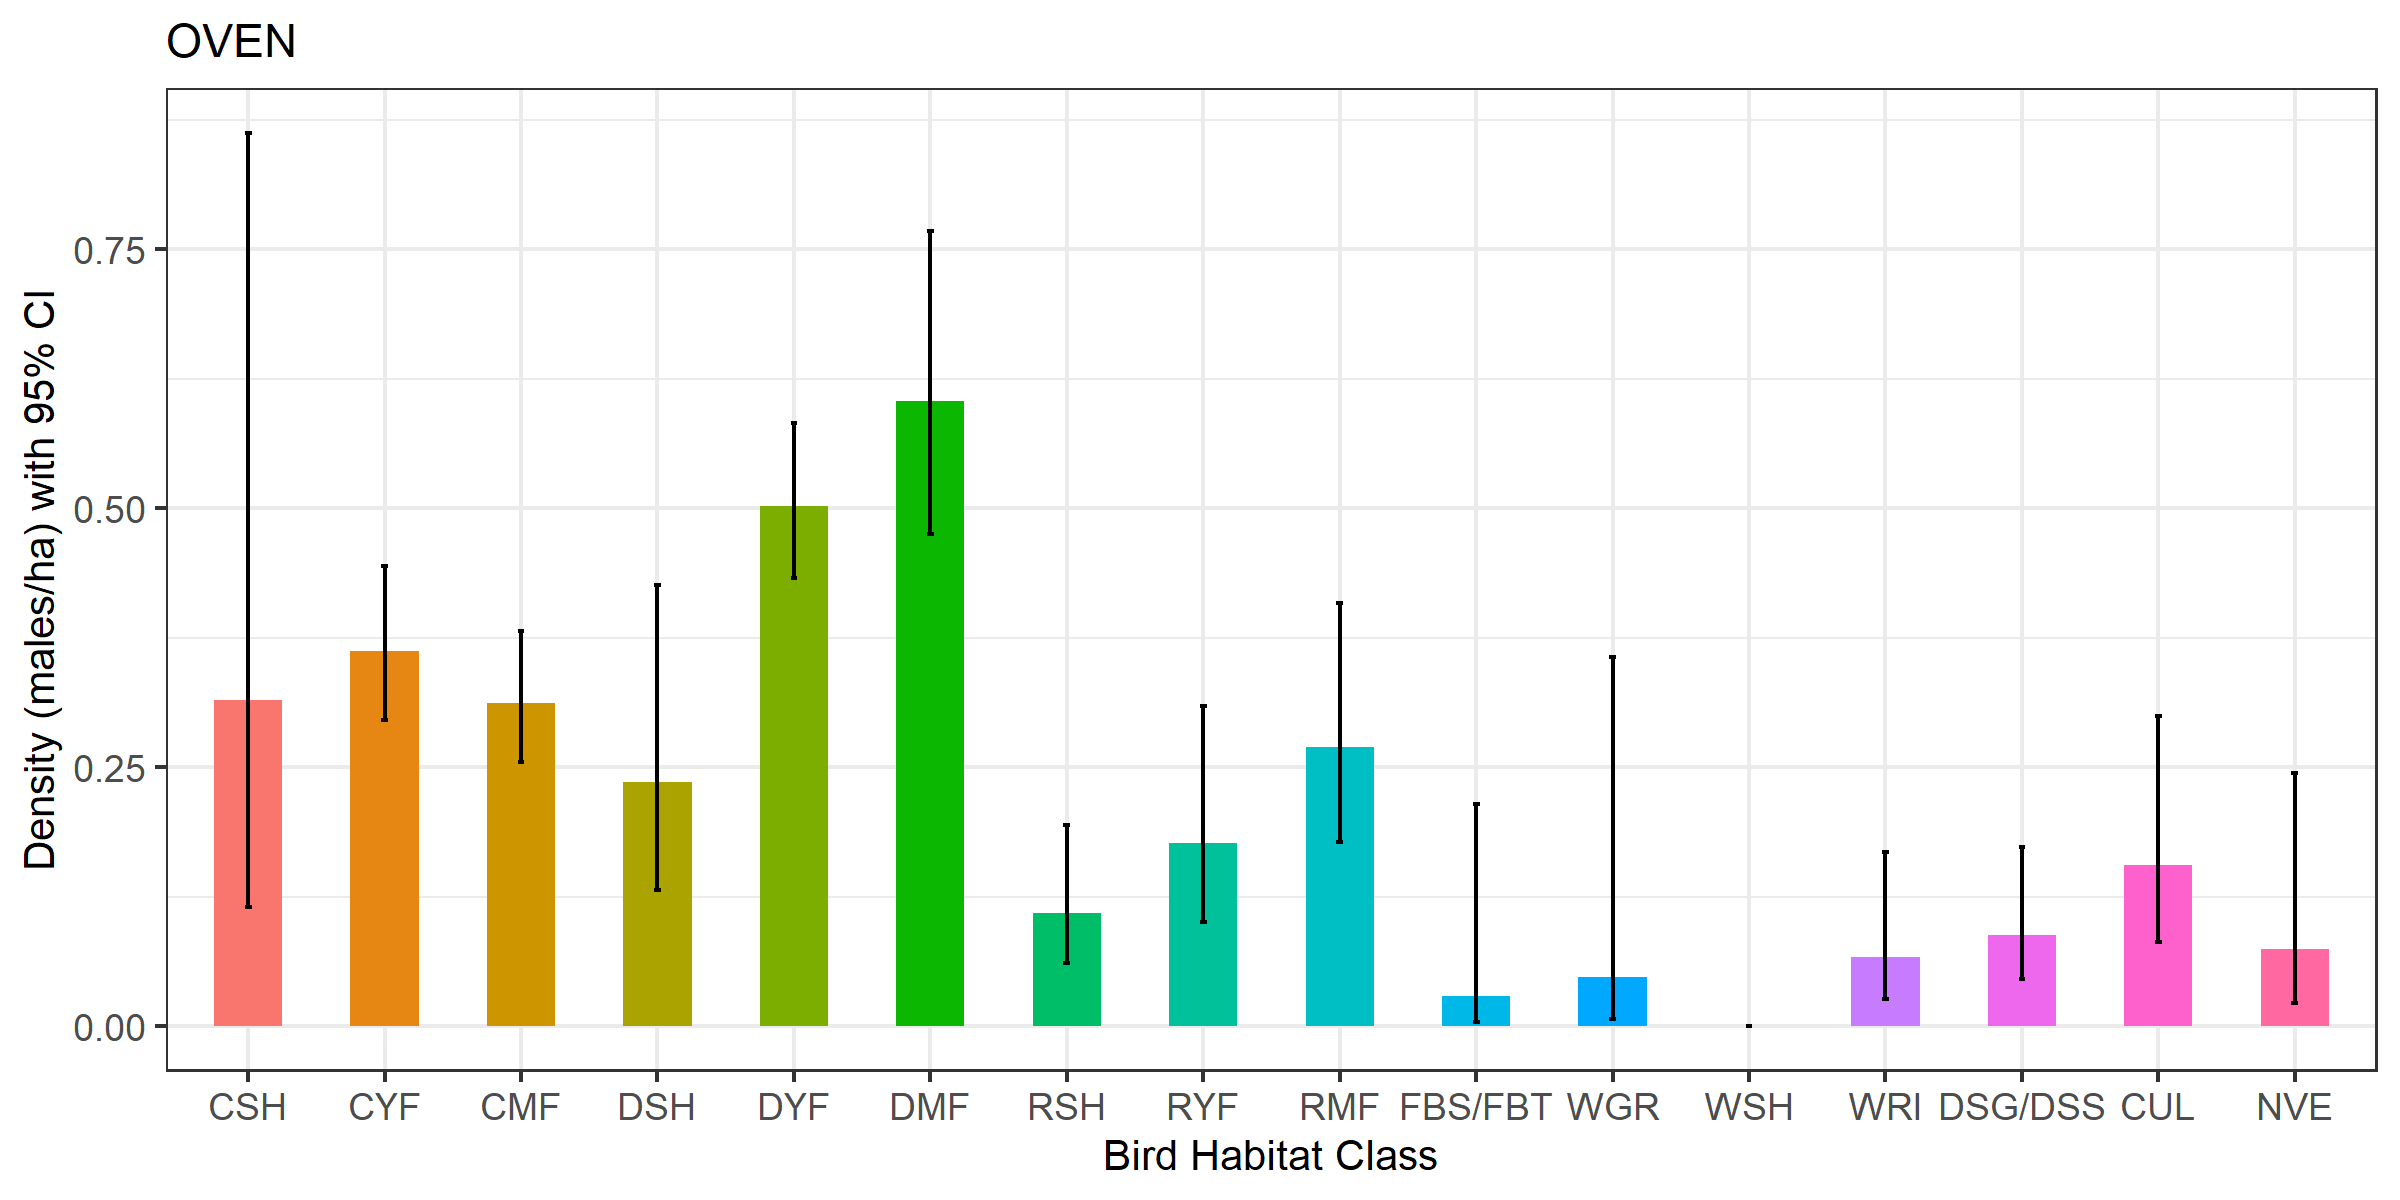 OVEN
Density (males/ha) with 95% CI
0.75
0.50
0.25
0.00
CSH CYF CMF DSH DYF DMF RSH RYF RMF FBS/FBT WGR WSH WRI DSG/DSS CUL NVE
Bird Habitat Class